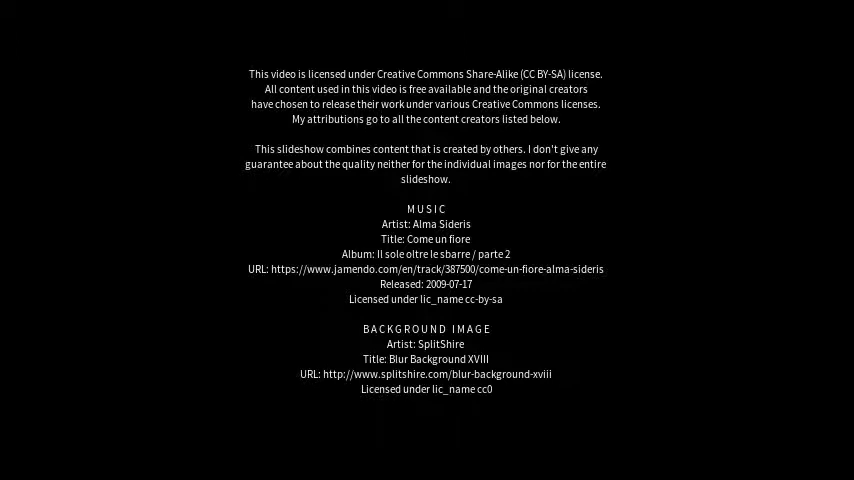 This video is licensed under Creative Commons Share-Alike (CC BY-SA) license.
All content used in this video is free available and the original creators
have chosen to release their work under various Creative Commons licenses.
My attributions go to all the content creators listed below.
This slideshow combines content that is created by others. I don't give any
guarantee about the quality neither for the individual images nor for the entire
slideshow.
MUSIC
Artist: Alma Sideris
Title: Come un fiore
Album: Il sole oltre le sbarre / parte 2
URL: https://www.jamendo.com/en/track/387500/come-un-fiore-alma-sideris
Released: 2009-07-17
Licensed under lic_name cc-by-sa
BACKGROUND IMAGE
Artist: SplitShire
Title: Blur Background XVIII
URL: http://www.splitshire.com/blur-background-xviii
Licensed under lic_name cc0